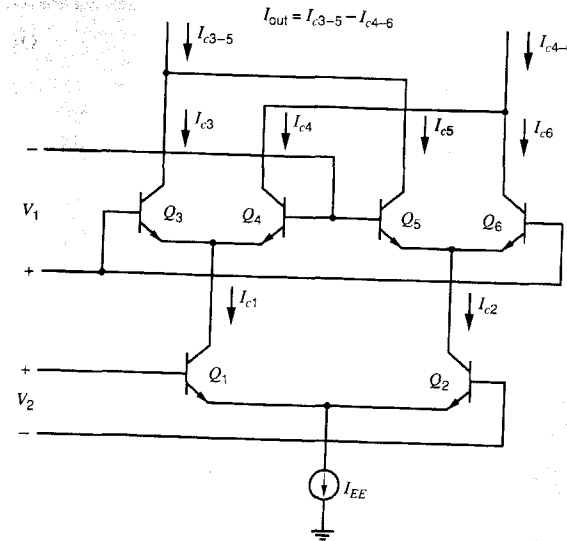 I_out = I_c3–5 – I_c4–6
I_c3–5
I_c4–6
I_c3
I_c4
I_c5
I_c6
–
V_1
+
Q_3
Q_4
Q_5
Q_6
I_c1
I_c2
+
V_2
–
Q_1
Q_2
I_EE